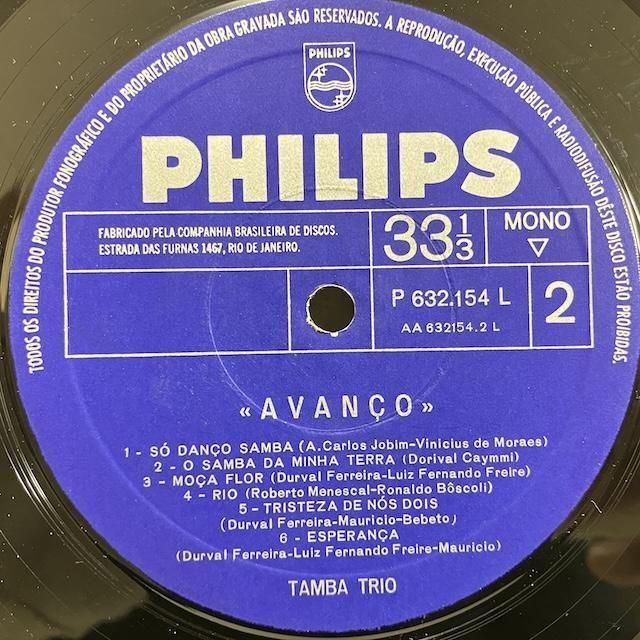 TODOS OS DIREITOS DO PRODUTOR FONOGRÁFICO E DO PROPRIETÁRIO DA OBRA GRAVADA SÃO RESERVADOS. A REPRODUÇÃO, EXECUÇÃO PÚBLICA E RADIODIFUSÃO DÊSTE DISCO ESTÃO PROIBIDAS.
PHILIPS
PHILIPS
FABRICADO PELA COMPANHIA BRASILEIRA DE DISCOS.
ESTRADA DAS FURNAS 1467, RIO DE JANEIRO.
33 1/3
MONO
P 632.154 L
AA 632154.2 L
2
«AVANÇO»
1 - SÓ DANÇO SAMBA (A.Carlos Jobim-Vinicius de Moraes)
2 - O SAMBA DA MINHA TERRA (Dorival Caymmi)
3 - MOÇA FLOR (Durval Ferreira-Luiz Fernando Freire)
4 - RIO (Roberto Menescal-Ronaldo Bôscoli)
5 - TRISTEZA DE NÓS DOIS
(Durval Ferreira-Mauricio-Bebeto)
6 - ESPERANÇA
(Durval Ferreira-Luiz Fernando Freire-Mauricio)
TAMBA TRIO